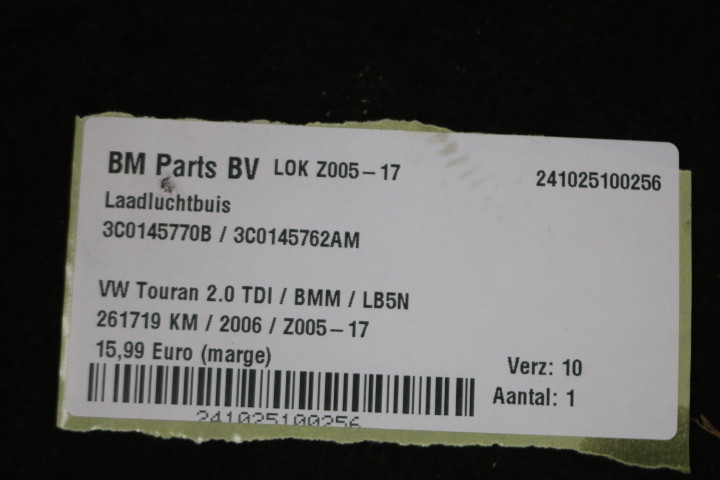 BM Parts BV LOK Z005-17 241025100256
Laadluchtbuis
3C0145770B / 3C0145762AM
VW Touran 2.0 TDI / BMM / LB5N
261719 KM / 2006 / Z005-17
15,99 Euro (marge)
Verz: 10
Aantal: 1
241025100256